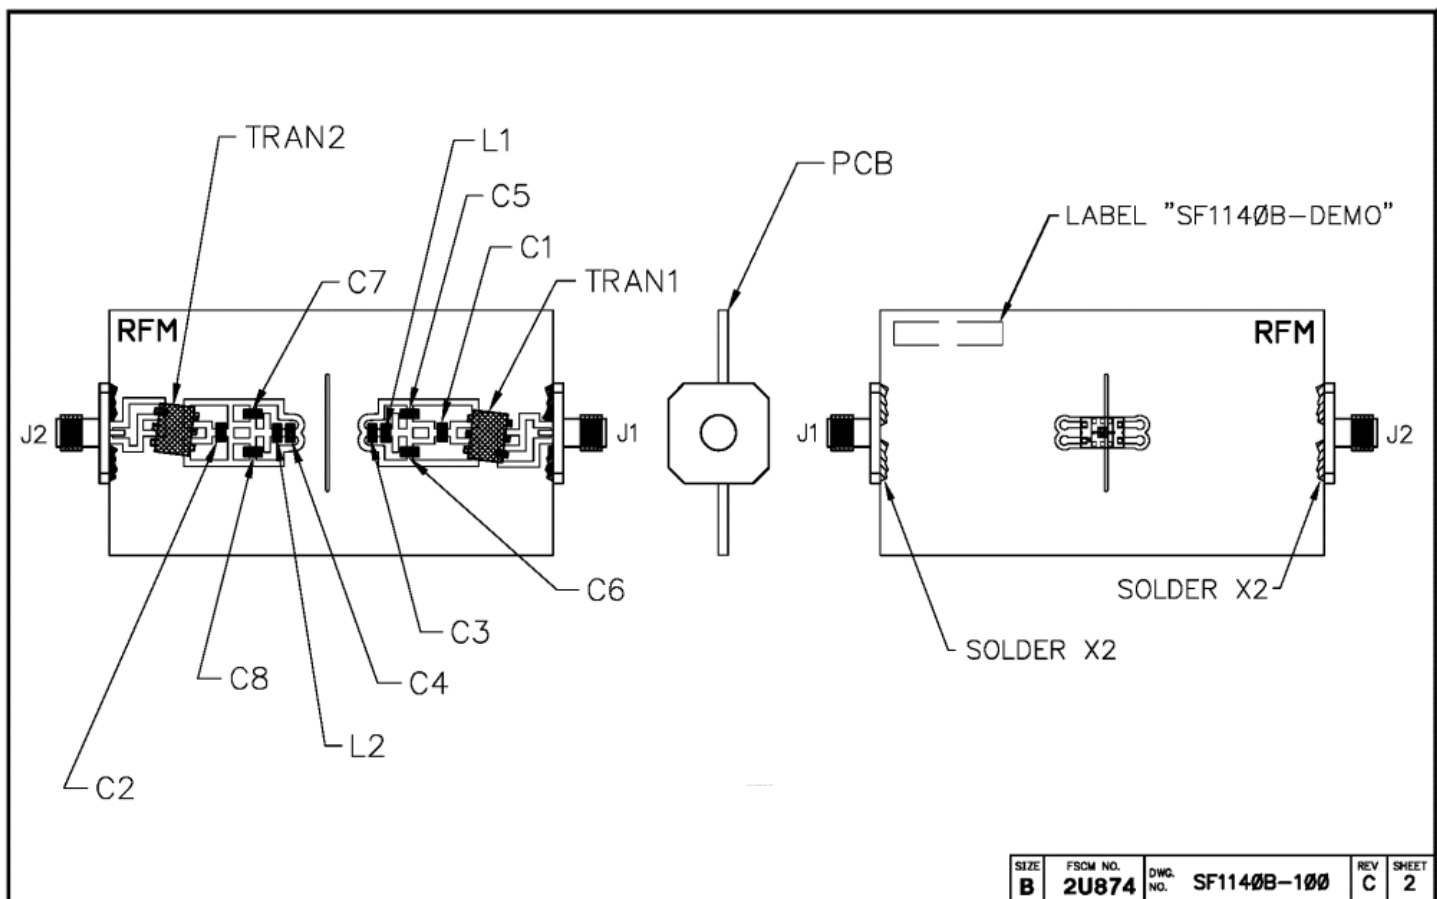 TRAN2
L1
C5
C1
C7
TRAN1
PCB
LABEL "SF114ØB-DEMO"
RFM
RFM
J2
J1
J1
J2
C6
C3
C8
C4
L2
C2
SOLDER X2
SOLDER X2
SIZE
B
FSCM NO.
2U874
DWG. NO.
SF114ØB-1ØØ
REV
C
SHEET
2